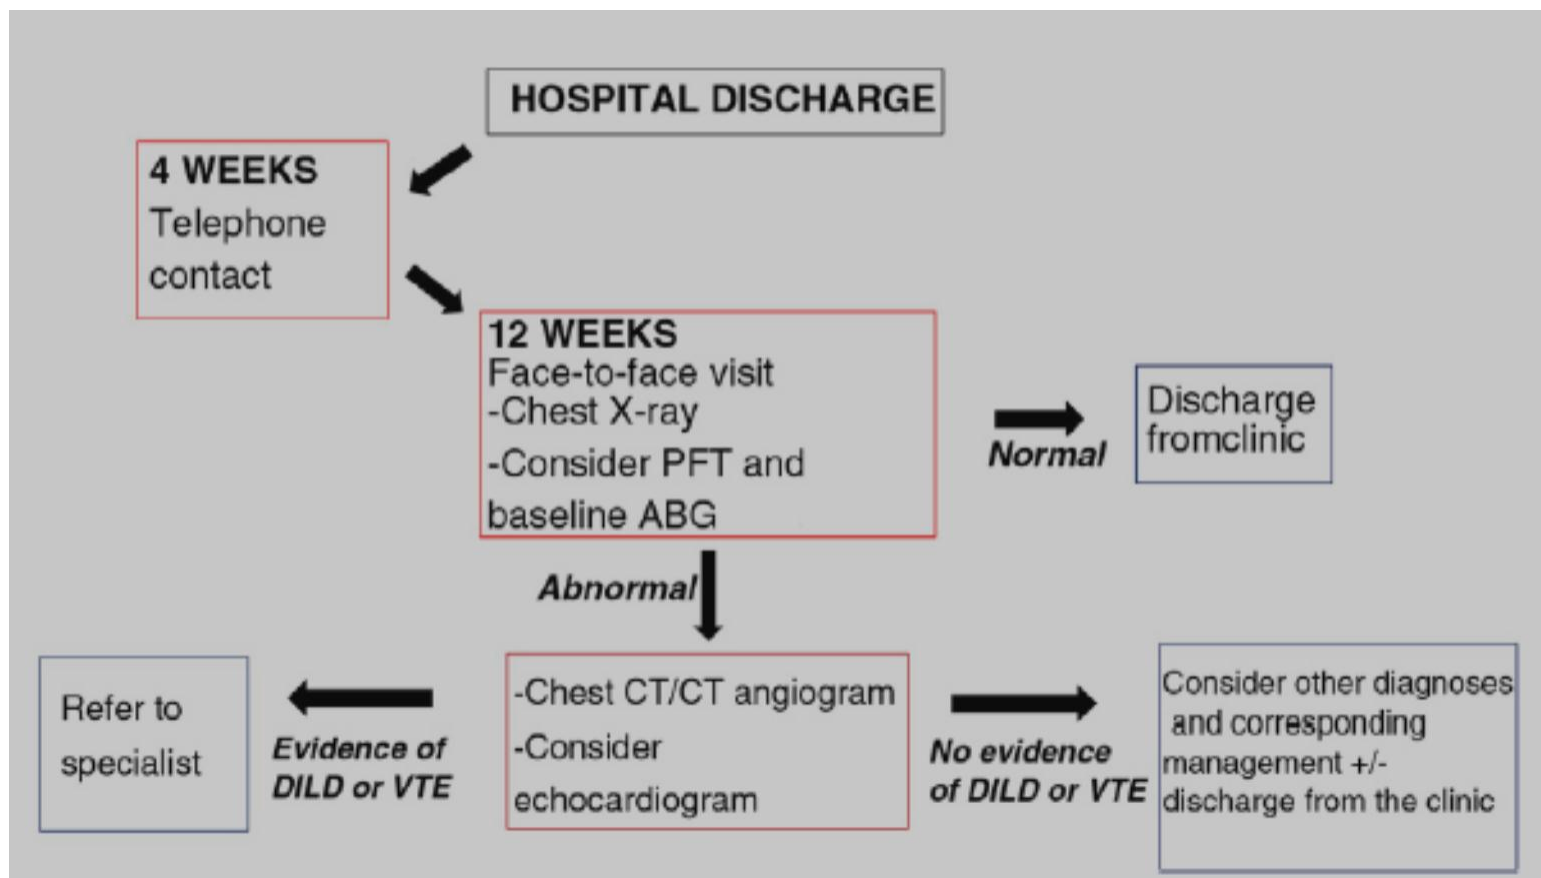 HOSPITAL DISCHARGE
4 WEEKS
Telephone
contact
12 WEEKS
Face-to-face visit
-Chest X-ray
-Consider PFT and
baseline ABG
Normal
Discharge
fromclinic
Abnormal
-Chest CT/CT angiogram
-Consider
echocardiogram
Evidence of
DILD or VTE
Refer to
specialist
No evidence
of DILD or VTE
Consider other diagnoses
and corresponding
management +/-
discharge from the clinic